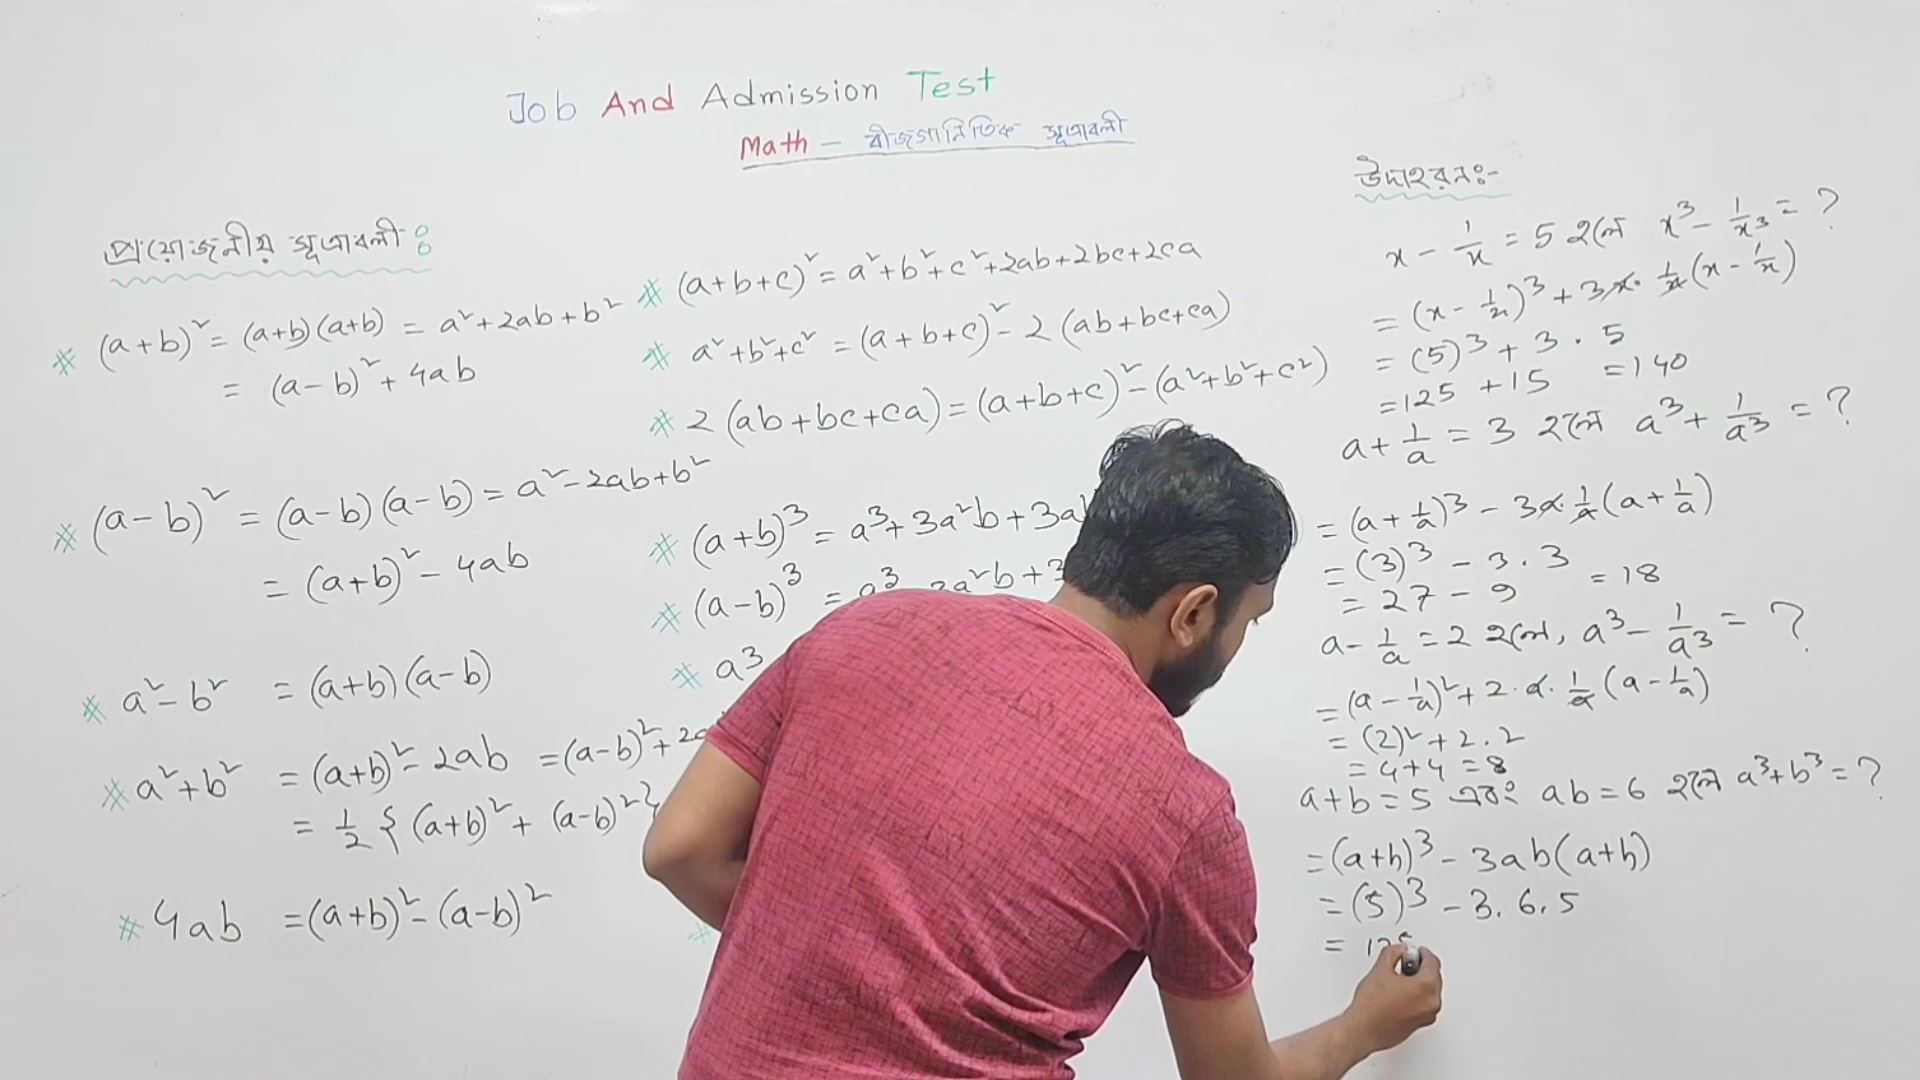 Job And Admission Test
Math – বীজগানিতিক সূত্রাবলী
প্রয়োজনীয় সূত্রাবলী :
* (a+b)² = (a+b)(a+b) = a²+2ab+b²
= (a-b)²+4ab
* (a-b)² = (a-b)(a-b) = a²-2ab+b²
= (a+b)²-4ab
* a²-b² = (a+b)(a-b)
* a²+b² = (a+b)²-2ab = (a-b)²+2a
= 1/2 {(a+b)²+(a-b)²}
* 4ab = (a+b)²-(a-b)²
* (a+b+c)² = a²+b²+c²+2ab+2bc+2ca
* a²+b²+c² = (a+b+c)²-2(ab+bc+ca)
* 2(ab+bc+ca) = (a+b+c)²-(a²+b²+c²)
* (a+b)³ = a³+3a²b+3a
* (a-b)³ = a³ 3a²b+3
* a³
*
উদাহরনঃ-
x - 1/x = 5 হলে x³ - 1/x³ = ?
= (x - 1/x)³ + 3x · 1/x (x - 1/x)
= (5)³ + 3 · 5
= 125 + 15 = 140
a + 1/a = 3 হলে a³ + 1/a³ = ?
= (a + 1/a)³ - 3a · 1/a (a + 1/a)
= (3)³ - 3 · 3
= 27 - 9 = 18
a - 1/a = 2 হলে, a³ - 1/a³ = ?
= (a - 1/a)² + 2 · a · 1/a (a - 1/a)
= (2)² + 2 · 2
= 4+4 = 8
a+b = 5 এবং ab = 6 হলে a³+b³ = ?
= (a+b)³ - 3ab(a+b)
= (5)³ - 3.6.5
= 125